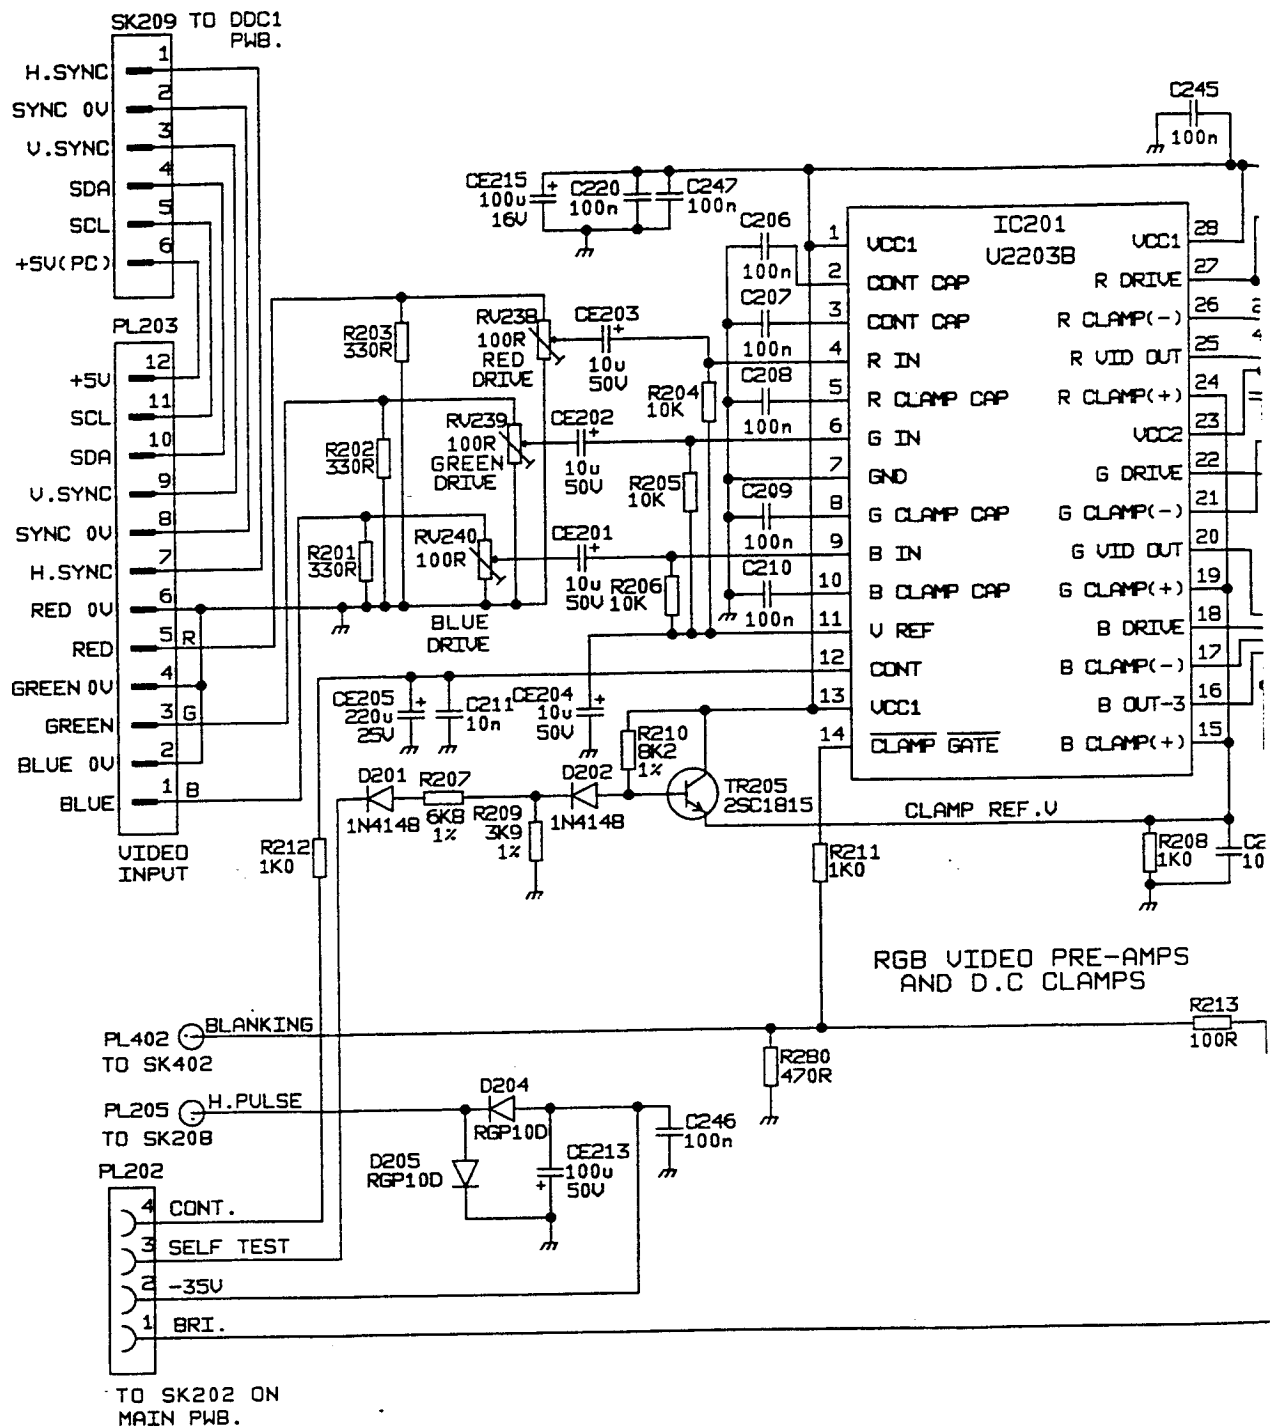 SK209 TO DDC1
PWB.
1
H.SYNC
2
SYNC 0V
3
V.SYNC
4
SDA
5
SCL
6
+5V(PC)
PL203
12
+5V
11
SCL
10
SDA
9
V.SYNC
8
SYNC 0V
7
H.SYNC
6
RED 0V
5 R
RED
4
GREEN 0V
3 G
GREEN
2
BLUE 0V
1 B
BLUE
VIDEO
INPUT
C245
100n
CE215
100u
16V
C220
100n
C247
100n
C206
100n
C207
100n
C208
100n
C209
100n
C210
100n
R203
330R
RV238
100R
RED
DRIVE
CE203
10u
50V
R204
10K
R202
330R
RV239
100R
GREEN
DRIVE
CE202
10u
50V
R205
10K
R201
330R
RV240
100R
BLUE
DRIVE
CE201
10u
50V
R206
10K
IC201
U2203B
1 VCC1
2 CONT CAP
3 CONT CAP
4 R IN
5 R CLAMP CAP
6 G IN
7 GND
8 G CLAMP CAP
9 B IN
10 B CLAMP CAP
11 V REF
12 CONT
13 VCC1
14 CLAMP GATE
VCC1 28
R DRIVE 27
R CLAMP(-) 26
R VID OUT 25
R CLAMP(+) 24
VCC2 23
G DRIVE 22
G CLAMP(-) 21
G VID OUT 20
G CLAMP(+) 19
B DRIVE 18
B CLAMP(-) 17
B OUT-3 16
B CLAMP(+) 15
CE205
220u
25V
C211
10n
CE204
10u
50V
R210
8K2
1%
D201
1N4148
R207
6K8
1%
R209
3K9
1%
D202
1N4148
TR205
2SC1815
CLAMP REF.V
R212
1K0
R211
1K0
R208
1K0
RGB VIDEO PRE-AMPS
AND D.C CLAMPS
PL402
TO SK402
BLANKING
R280
470R
R213
100R
PL205
TO SK208
H.PULSE
D204
RGP10D
D205
RGP10D
CE213
100u
50V
C246
100n
PL202
4 CONT.
3 SELF TEST
2 -35V
1 BRI.
TO SK202 ON
MAIN PWB.